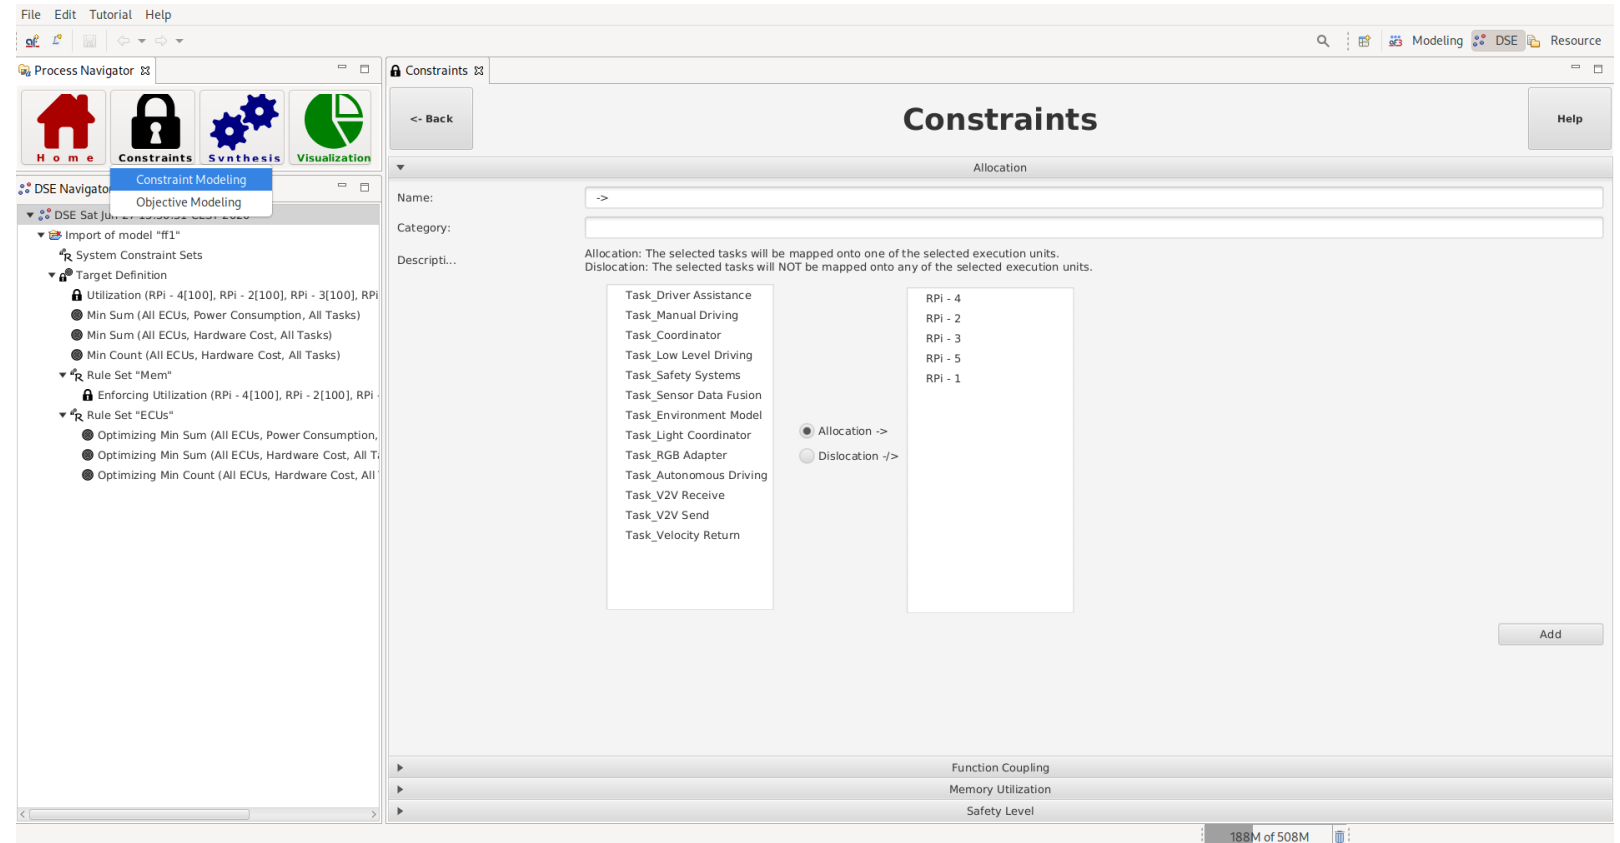 File Edit Tutorial Help
Modeling DSE Resource
Process Navigator
Constraints
Home
Constraints
Synthesis
Visualization
Constraint Modeling
Objective Modeling
DSE Navigator
DSE Sat Jun 27
CEST 2020
Import of model "ff1"
System Constraint Sets
Target Definition
Utilization (RPi - 4[100], RPi - 2[100], RPi - 3[100], RPi
Min Sum (All ECUs, Power Consumption, All Tasks)
Min Sum (All ECUs, Hardware Cost, All Tasks)
Min Count (All ECUs, Hardware Cost, All Tasks)
Rule Set "Mem"
Enforcing Utilization (RPi - 4[100], RPi - 2[100], RPi -
Rule Set "ECUs"
Optimizing Min Sum (All ECUs, Power Consumption,
Optimizing Min Sum (All ECUs, Hardware Cost, All Ta
Optimizing Min Count (All ECUs, Hardware Cost, All
<- Back
Constraints
Help
Allocation
Name: ->
Category:
Descripti...
Allocation: The selected tasks will be mapped onto one of the selected execution units.
Dislocation: The selected tasks will NOT be mapped onto any of the selected execution units.
Task_Driver Assistance
Task_Manual Driving
Task_Coordinator
Task_Low Level Driving
Task_Safety Systems
Task_Sensor Data Fusion
Task_Environment Model
Task_Light Coordinator
Task_RGB Adapter
Task_Autonomous Driving
Task_V2V Receive
Task_V2V Send
Task_Velocity Return
Allocation ->
Dislocation -/>
RPi - 4
RPi - 2
RPi - 3
RPi - 5
RPi - 1
Add
Function Coupling
Memory Utilization
Safety Level
188M of 508M